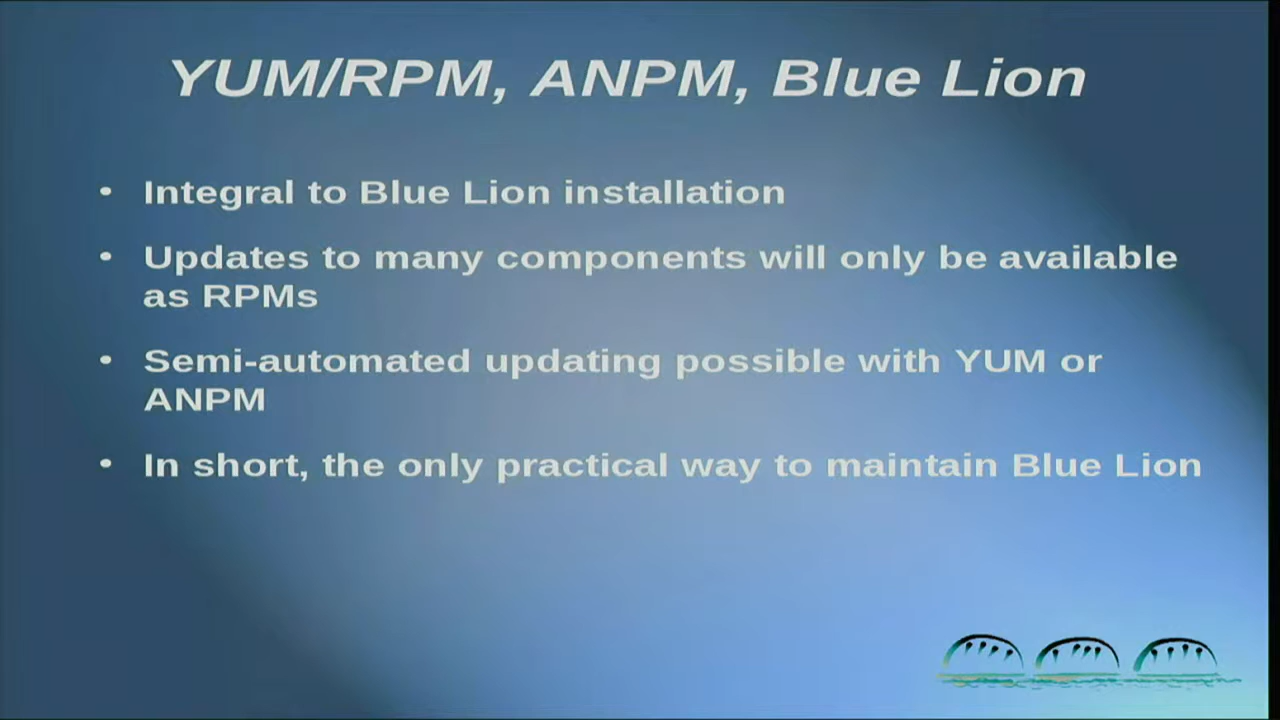 YUM/RPM, ANPM, Blue Lion
• Integral to Blue Lion installation
• Updates to many components will only be available
as RPMs
• Semi-automated updating possible with YUM or
ANPM
• In short, the only practical way to maintain Blue Lion